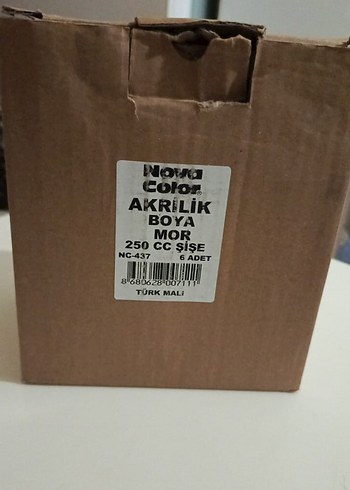 Nova
Color
AKRİLİK
BOYA
MOR
250 CC ŞİŞE
NC-437 6 ADET
8 680628 007111
TÜRK MALI